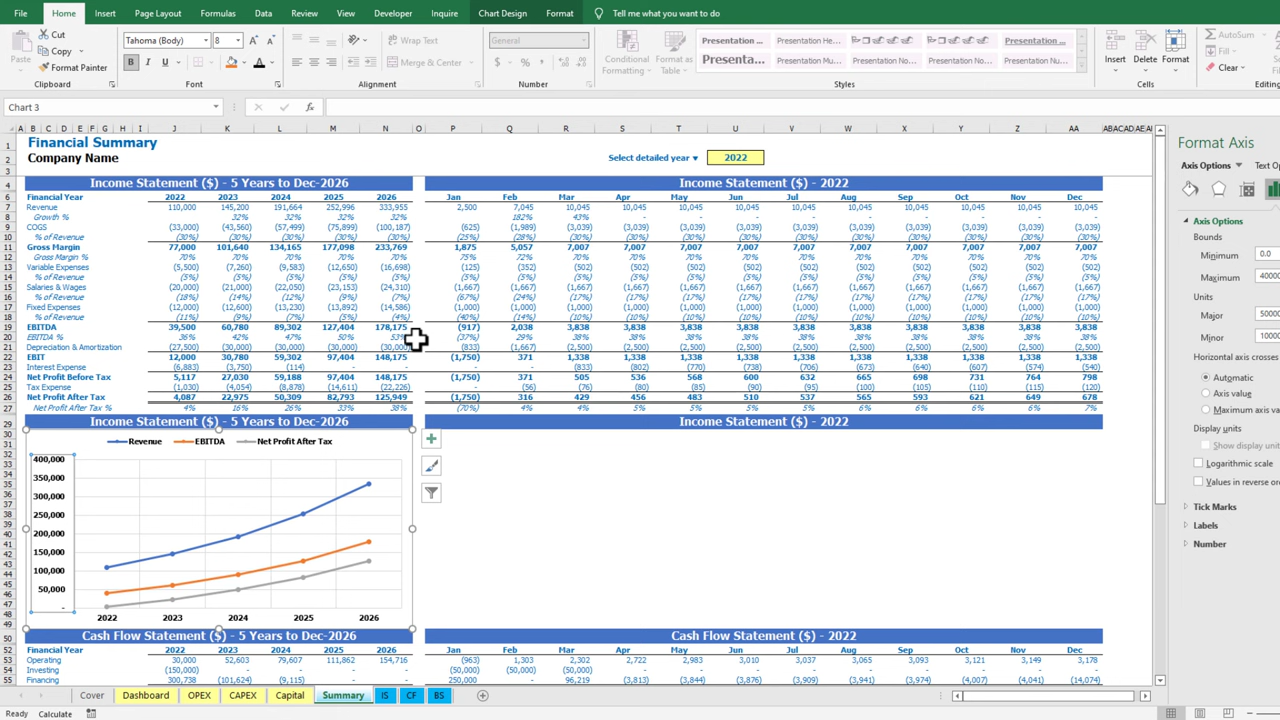 File Home Insert Page Layout Formulas Data Review View Developer Inquire Chart Design Format Tell me what you want to do
Cut Tahoma (Body) 8 Wrap Text General Presentation ... Presentation He... Presentation ... AutoSum
Paste Copy Conditional Formatting Format as Table Insert Delete Format Fill
Format Painter B I U Merge & Center $ % Presenta... Presentation Mu... Presentation No... Presentation No... Presentation Nu... Clear
Clipboard Font Alignment Number Styles Cells Editing
Chart 3 fx
Format Axis
Axis Options Text Op
Axis Options
Bounds
Minimum 0.0
Maximum 40000
Units
Major 50000
Minor 10000
Horizontal axis crosses
Automatic
Axis value
Maximum axis va
Display units
Show display uni
Logarithmic scale
Values in reverse or
Tick Marks
Labels
Number
A B C D E F G H I J K L M N O P Q R S T U V W X Y Z AA
1 Financial Summary
2 Company Name Select detailed year ▾ 2022
3
4 Income Statement ($) - 5 Years to Dec-2026 Income Statement ($) - 2022
6 Financial Year 2022 2023 2024 2025 2026 Jan Feb Mar Apr May Jun Jul Aug Sep Oct Nov Dec
7 Revenue 110,000 145,200 191,664 252,996 333,955 2,500 7,045 10,045 10,045 10,045 10,045 10,045 10,045 10,045 10,045 10,045 10,045
8 Growth % 32% 32% 32% 32% 182% 43% - - - - - - - - -
9 COGS (33,000) (43,560) (57,499) (75,899) (100,187) (625) (1,989) (3,039) (3,039) (3,039) (3,039) (3,039) (3,039) (3,039) (3,039) (3,039) (3,039)
10 % of Revenue (30%) (30%) (30%) (30%) (30%) (25%) (28%) (30%) (30%) (30%) (30%) (30%) (30%) (30%) (30%) (30%) (30%)
11 Gross Margin 77,000 101,640 134,165 177,098 233,769 1,875 5,057 7,007 7,007 7,007 7,007 7,007 7,007 7,007 7,007 7,007 7,007
12 Gross Margin % 70% 70% 70% 70% 70% 75% 72% 70% 70% 70% 70% 70% 70% 70% 70% 70% 70%
13 Variable Expenses (5,500) (7,260) (9,583) (12,650) (16,698) (125) (352) (502) (502) (502) (502) (502) (502) (502) (502) (502) (502)
14 % of Revenue (5%) (5%) (5%) (5%) (5%) (5%) (5%) (5%) (5%) (5%) (5%) (5%) (5%) (5%) (5%) (5%) (5%)
15 Salaries & Wages (20,000) (21,000) (22,050) (23,153) (24,310) (1,667) (1,667) (1,667) (1,667) (1,667) (1,667) (1,667) (1,667) (1,667) (1,667) (1,667) (1,667)
16 % of Revenue (18%) (14%) (12%) (9%) (7%) (67%) (24%) (17%) (17%) (17%) (17%) (17%) (17%) (17%) (17%) (17%) (17%)
17 Fixed Expenses (12,000) (12,600) (13,230) (13,892) (14,586) (1,000) (1,000) (1,000) (1,000) (1,000) (1,000) (1,000) (1,000) (1,000) (1,000) (1,000) (1,000)
18 % of Revenue (11%) (9%) (7%) (5%) (4%) (40%) (14%) (10%) (10%) (10%) (10%) (10%) (10%) (10%) (10%) (10%) (10%)
19 EBITDA 39,500 60,780 89,302 127,404 178,175 (917) 2,038 3,838 3,838 3,838 3,838 3,838 3,838 3,838 3,838 3,838 3,838
20 EBITDA % 36% 42% 47% 50% 53% (37%) 29% 38% 38% 38% 38% 38% 38% 38% 38% 38% 38%
21 Depreciation & Amortization (27,500) (30,000) (30,000) (30,000) (30,000) (833) (1,667) (2,500) (2,500) (2,500) (2,500) (2,500) (2,500) (2,500) (2,500) (2,500) (2,500)
22 EBIT 12,000 30,780 59,302 97,404 148,175 (1,750) 371 1,338 1,338 1,338 1,338 1,338 1,338 1,338 1,338 1,338 1,338
23 Interest Expense (6,883) (3,750) (114) - - - - (833) (802) (770) (738) (706) (673) (640) (607) (574) (540)
24 Net Profit Before Tax 5,117 27,030 59,188 97,404 148,175 (1,750) 371 505 536 568 600 632 665 698 731 764 798
25 Tax Expense (1,030) (4,054) (8,878) (14,611) (22,226) - (56) (76) (80) (85) (90) (95) (100) (105) (110) (115) (120)
26 Net Profit After Tax 4,087 22,975 50,309 82,793 125,949 (1,750) 316 429 456 483 510 537 565 593 621 649 678
27 Net Profit After Tax % 4% 16% 26% 33% 38% (70%) 4% 4% 5% 5% 5% 5% 6% 6% 6% 6% 7%
29 Income Statement ($) - 5 Years to Dec-2026 Income Statement ($) - 2022
Revenue EBITDA Net Profit After Tax
400,000
350,000
300,000
250,000
200,000
150,000
100,000
50,000
-
2022 2023 2024 2025 2026
50 Cash Flow Statement ($) - 5 Years to Dec-2026 Cash Flow Statement ($) - 2022
52 Financial Year 2022 2023 2024 2025 2026 Jan Feb Mar Apr May Jun Jul Aug Sep Oct Nov Dec
53 Operating 30,000 52,603 79,607 111,862 154,716 (963) 1,303 2,302 2,722 2,983 3,010 3,037 3,065 3,093 3,121 3,149 3,178
54 Investing (150,000) - - - - (50,000) (50,000) (50,000) - - - - - - - - -
55 Financing 300,738 (101,624) (9,115) - - 250,000 - 96,219 (3,813) (3,844) (3,876) (3,909) (3,941) (3,974) (4,007) (4,041) (14,074)
Cover Dashboard OPEX CAPEX Capital Summary IS CF BS
Ready Calculate